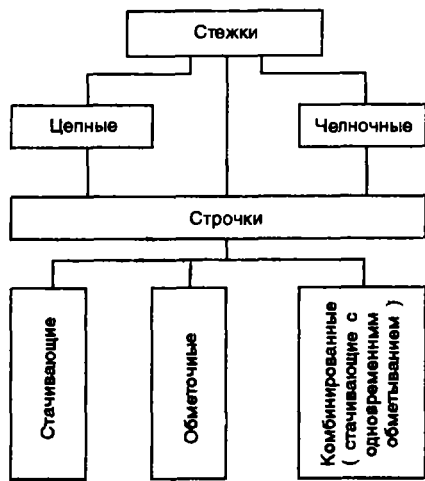 Стежки
Цепные
Челночные
Строчки
Стачивающие
Обметочные
Комбинированные
( стачивающие с
одновременным
обметыванием )